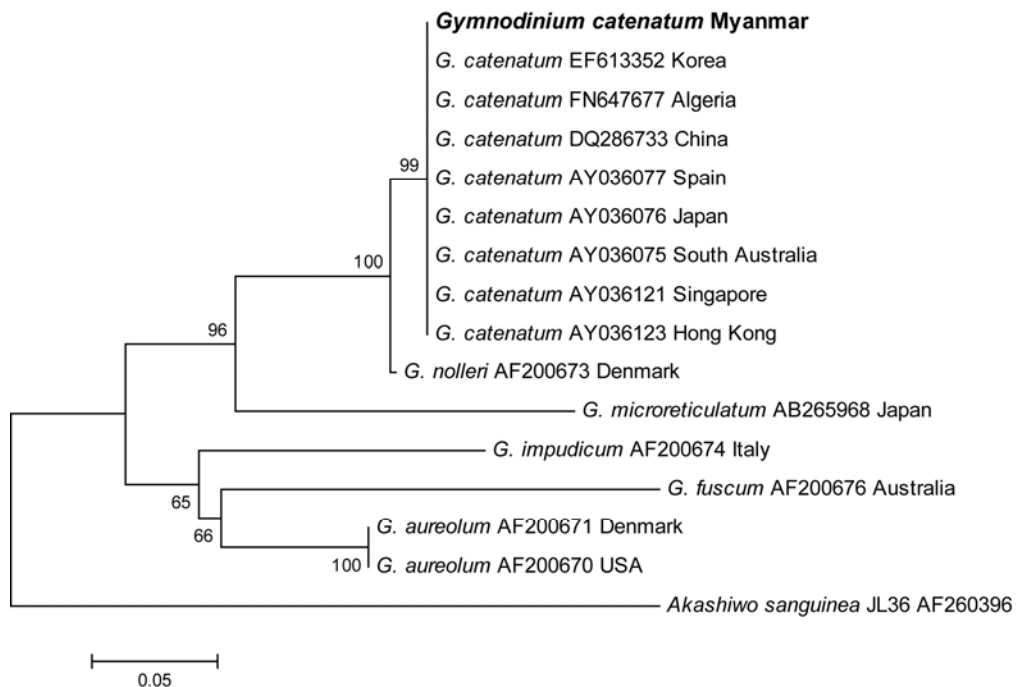 Gymnodinium catenatum Myanmar
G. catenatum EF613352 Korea
G. catenatum FN647677 Algeria
G. catenatum DQ286733 China
99
G. catenatum AY036077 Spain
G. catenatum AY036076 Japan
G. catenatum AY036075 South Australia
100
G. catenatum AY036121 Singapore
G. catenatum AY036123 Hong Kong
96
G. nolleri AF200673 Denmark
G. microreticulatum AB265968 Japan
G. impudicum AF200674 Italy
G. fuscum AF200676 Australia
65
G. aureolum AF200671 Denmark
66
G. aureolum AF200670 USA
100
Akashiwo sanguinea JL36 AF260396
0.05